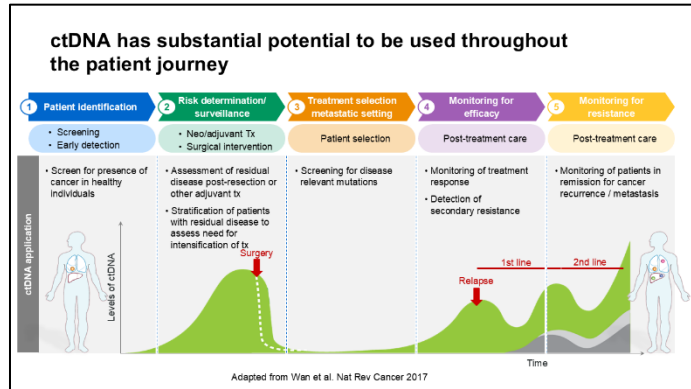 ctDNA has substantial potential to be used throughout
the patient journey
1 Patient identification
2 Risk determination/
surveillance
3 Treatment selection
metastatic setting
4 Monitoring for
efficacy
5 Monitoring for
resistance
• Screening
• Early detection
• Neo/adjuvant Tx
• Surgical intervention
Patient selection
Post-treatment care
Post-treatment care
ctDNA application
• Screen for presence of
cancer in healthy
individuals
• Assessment of residual
disease post-resection or
other adjuvant tx
• Stratification of patients
with residual disease to
assess need for
intensification of tx
• Screening for disease
relevant mutations
• Monitoring of treatment
response
• Detection of
secondary resistance
• Monitoring of patients in
remission for cancer
recurrence / metastasis
Levels of ctDNA
Surgery
Relapse
1st line
2nd line
Time
Adapted from Wan et al. Nat Rev Cancer 2017